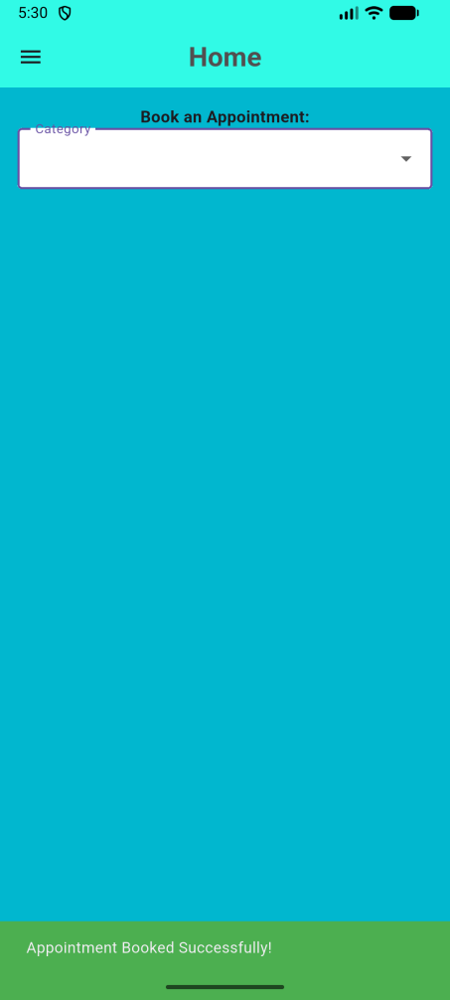 5:30
Home
Book an Appointment:
Category
Appointment Booked Successfully!